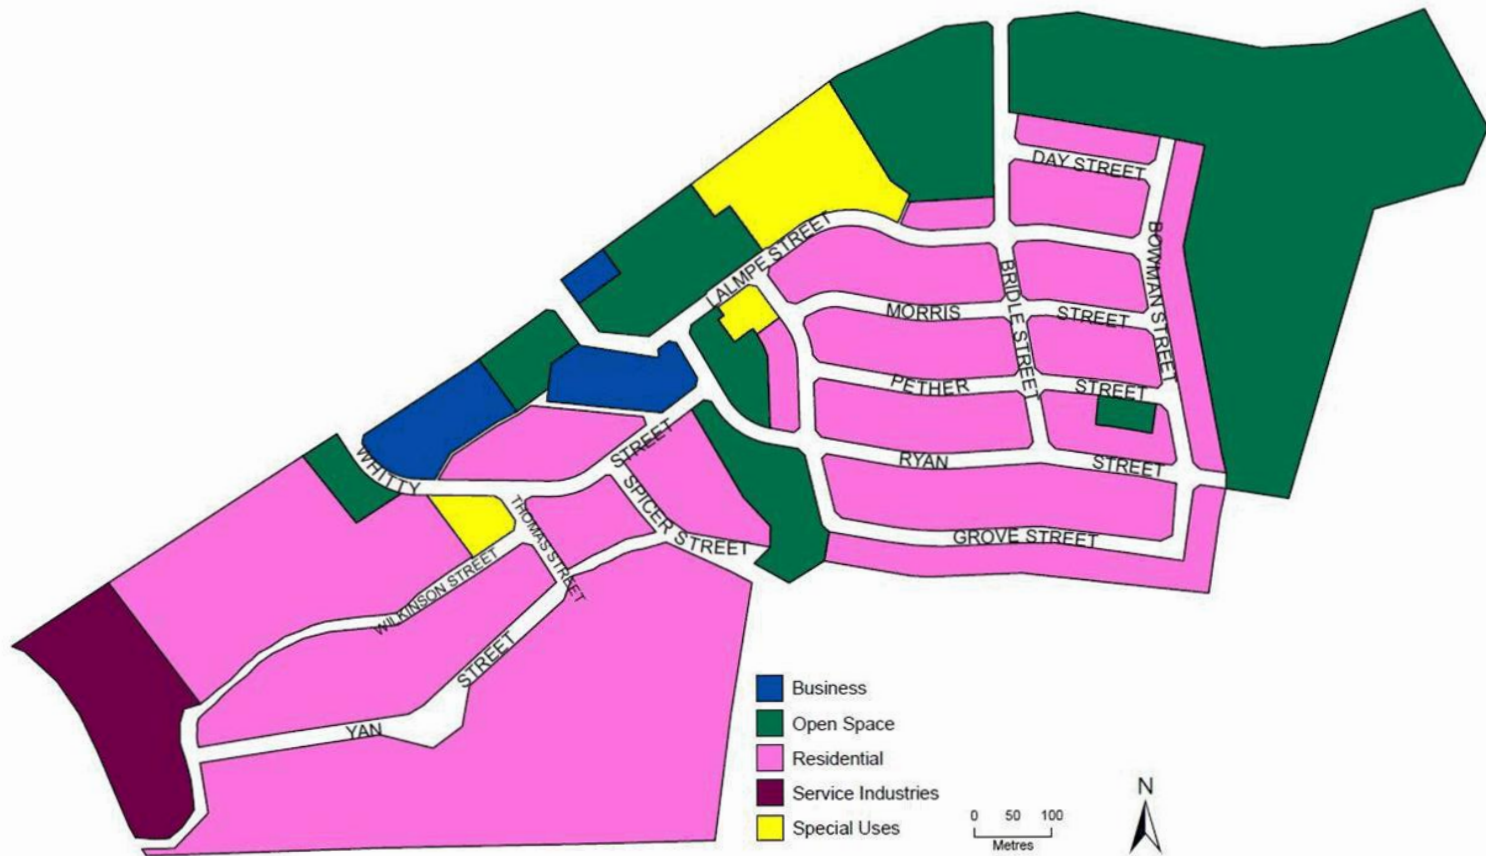 DAY STREET
BOWMAN STREET
LALMPE STREET
BRIDLE STREET
MORRIS STREET
PETHER STREET
RYAN STREET
GROVE STREET
WHITTY STREET
SPICER STREET
THOMAS STREET
WILKINSON STREET
YAN STREET
Business
Open Space
Residential
Service Industries
Special Uses
0 50 100
Metres
N